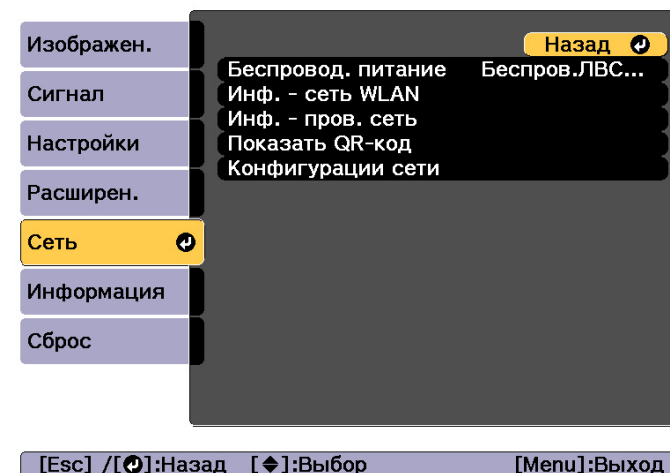 Изображен.
Сигнал
Настройки
Расширен.
Сеть
Информация
Сброс
Назад
Беспровод. питание Беспров.ЛВС...
Инф. - сеть WLAN
Инф. - пров. сеть
Показать QR-код
Конфигурации сети
[Esc] /[⏎]:Назад [◆]:Выбор [Menu]:Выход